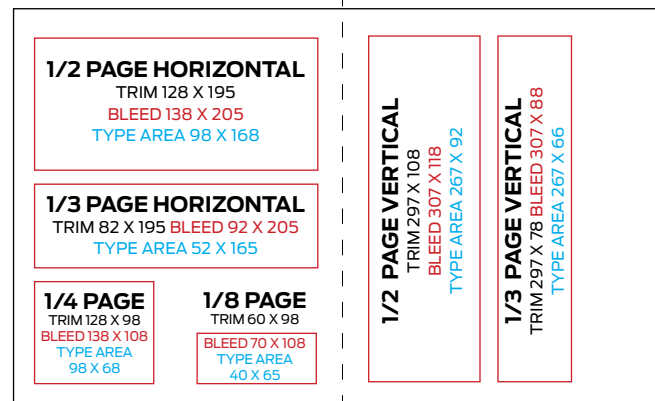 1/2 PAGE HORIZONTAL
TRIM 128 X 195
BLEED 138 X 205
TYPE AREA 98 X 168
1/3 PAGE HORIZONTAL
TRIM 82 X 195 BLEED 92 X 205
TYPE AREA 52 X 165
1/4 PAGE
TRIM 128 X 98
BLEED 138 X 108
TYPE AREA
98 X 68
1/8 PAGE
TRIM 60 X 98
BLEED 70 X 108
TYPE AREA
40 X 65
1/2 PAGE VERTICAL
TRIM 297 X 108
BLEED 307 X 118
TYPE AREA 267 X 92
1/3 PAGE VERTICAL
TRIM 297 X 78 BLEED 307 X 88
TYPE AREA 267 X 66